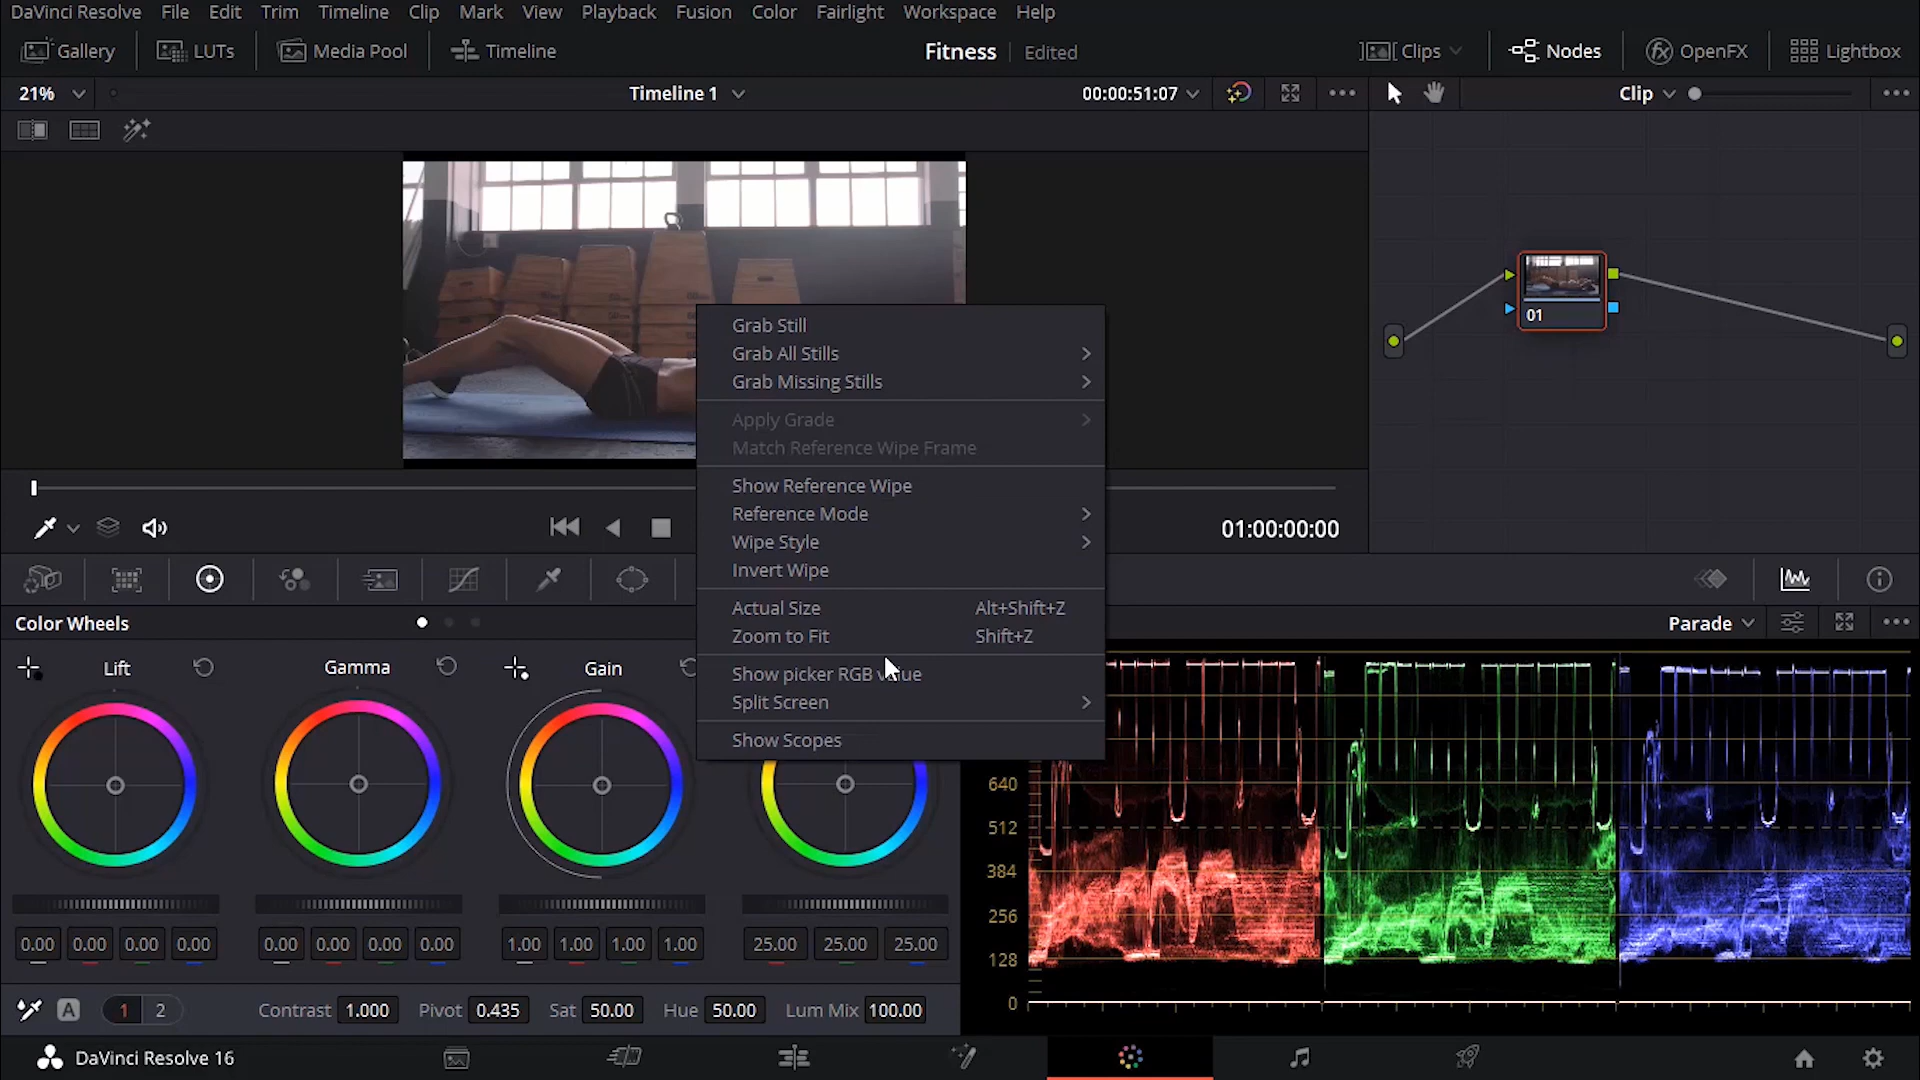 DaVinci Resolve File Edit Trim Timeline Clip Mark View Playback Fusion Color Fairlight Workspace Help
Gallery LUTs Media Pool Timeline Fitness Edited Clips Nodes OpenFX Lightbox
21% Timeline 1 00:00:51:07 Clip
01
Grab Still
Grab All Stills
Grab Missing Stills
Apply Grade
Match Reference Wipe Frame
Show Reference Wipe
Reference Mode
Wipe Style
Invert Wipe
Actual Size Alt+Shift+Z
Zoom to Fit Shift+Z
Show picker RGB value
Split Screen
Show Scopes
01:00:00:00
Color Wheels Parade
Lift Gamma Gain
640
512
384
256
128
0
0.00 0.00 0.00 0.00 0.00 0.00 0.00 0.00 1.00 1.00 1.00 1.00 25.00 25.00 25.00
A 1 2 Contrast 1.000 Pivot 0.435 Sat 50.00 Hue 50.00 Lum Mix 100.00
DaVinci Resolve 16